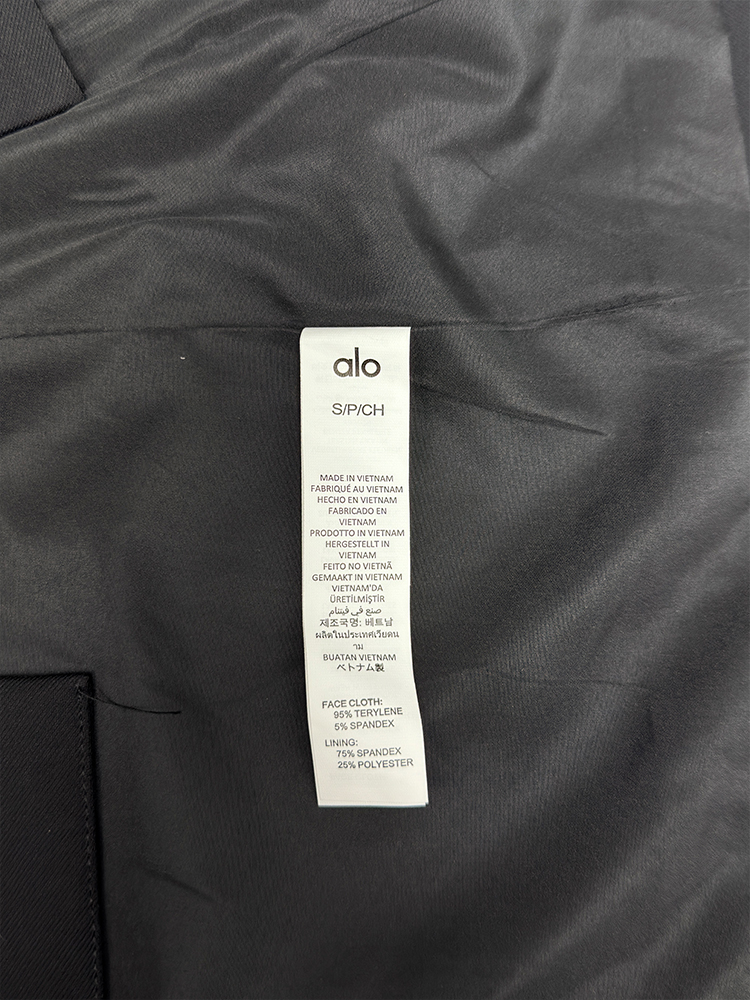 alo
S/P/CH
MADE IN VIETNAM
FABRIQUÉ AU VIETNAM
HECHO EN VIETNAM
FABRICADO EN
VIETNAM
PRODOTTO IN VIETNAM
HERGESTELLT IN
VIETNAM
FEITO NO VIETNÃ
GEMAAKT IN VIETNAM
VIETNAM'DA
ÜRETİLMİŞTİR
صنع في فيتنام
제조국명: 베트남
ผลิตในประเทศเวียดน
าม
BUATAN VIETNAM
ベトナム製
FACE CLOTH:
95% TERYLENE
5% SPANDEX
LINING:
75% SPANDEX
25% POLYESTER